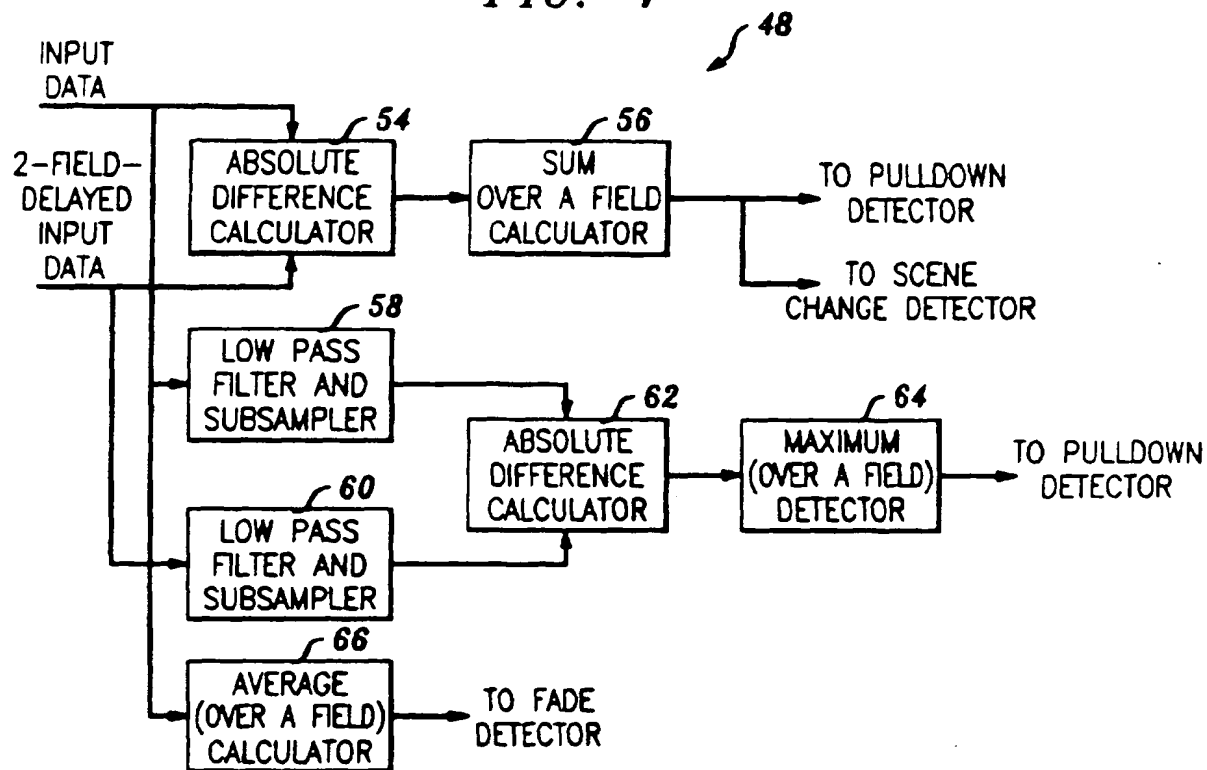 48
INPUT
DATA
54
56
2-FIELD-
DELAYED
INPUT
DATA
ABSOLUTE
DIFFERENCE
CALCULATOR
SUM
OVER A FIELD
CALCULATOR
TO PULLDOWN
DETECTOR
TO SCENE
CHANGE DETECTOR
58
LOW PASS
FILTER AND
SUBSAMPLER
62
ABSOLUTE
DIFFERENCE
CALCULATOR
64
MAXIMUM
(OVER A FIELD)
DETECTOR
TO PULLDOWN
DETECTOR
60
LOW PASS
FILTER AND
SUBSAMPLER
66
AVERAGE
(OVER A FIELD)
CALCULATOR
TO FADE
DETECTOR